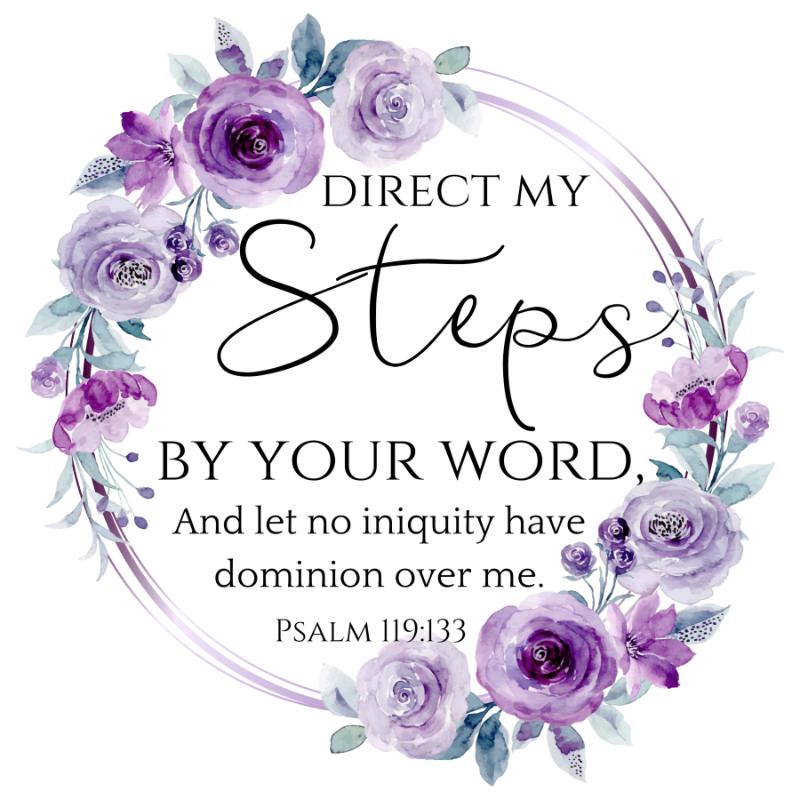 DIRECT MY
Steps
BY YOUR WORD,
And let no iniquity have
dominion over me.
PSALM 119:133